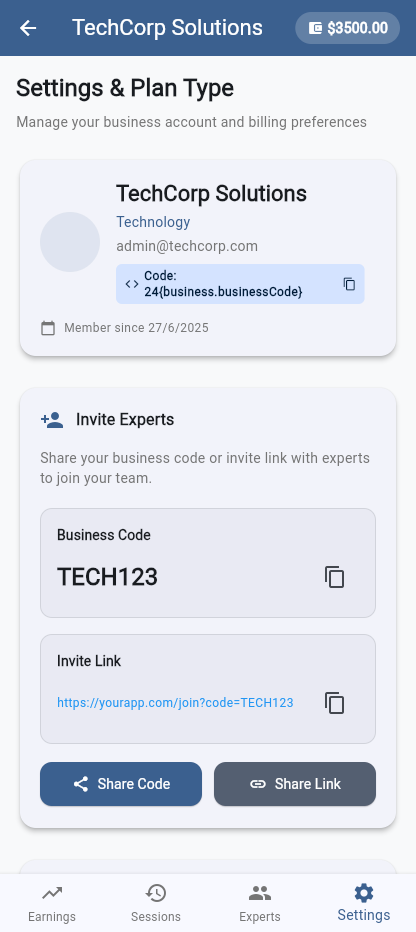 TechCorp Solutions
$3500.00
Settings & Plan Type
Manage your business account and billing preferences
TechCorp Solutions
Technology
admin@techcorp.com
Code:
24{business.businessCode}
Member since 27/6/2025
Invite Experts
Share your business code or invite link with experts
to join your team.
Business Code
TECH123
Invite Link
https://yourapp.com/join?code=TECH123
Share Code
Share Link
Earnings
Sessions
Experts
Settings